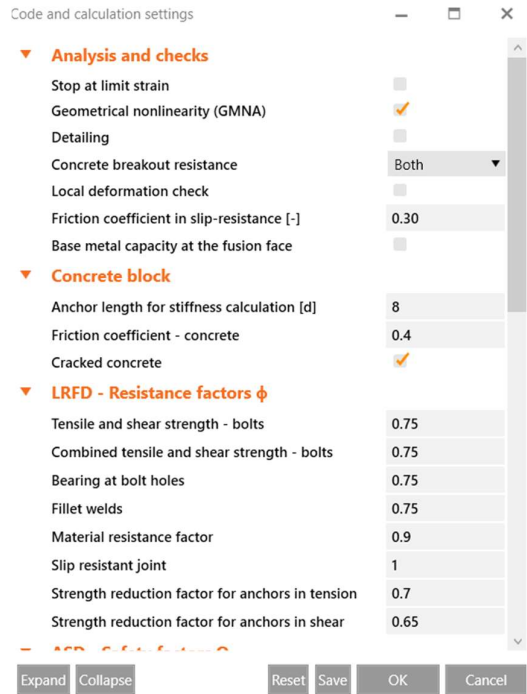 Code and calculation settings
Analysis and checks
Stop at limit strain
Geometrical nonlinearity (GMNA)
Detailing
Concrete breakout resistance Both
Local deformation check
Friction coefficient in slip-resistance [-] 0.30
Base metal capacity at the fusion face
Concrete block
Anchor length for stiffness calculation [d] 8
Friction coefficient - concrete 0.4
Cracked concrete
LRFD - Resistance factors ϕ
Tensile and shear strength - bolts 0.75
Combined tensile and shear strength - bolts 0.75
Bearing at bolt holes 0.75
Fillet welds 0.75
Material resistance factor 0.9
Slip resistant joint 1
Strength reduction factor for anchors in tension 0.7
Strength reduction factor for anchors in shear 0.65
ASD - Safety factors Ω
Expand Collapse Reset Save OK Cancel